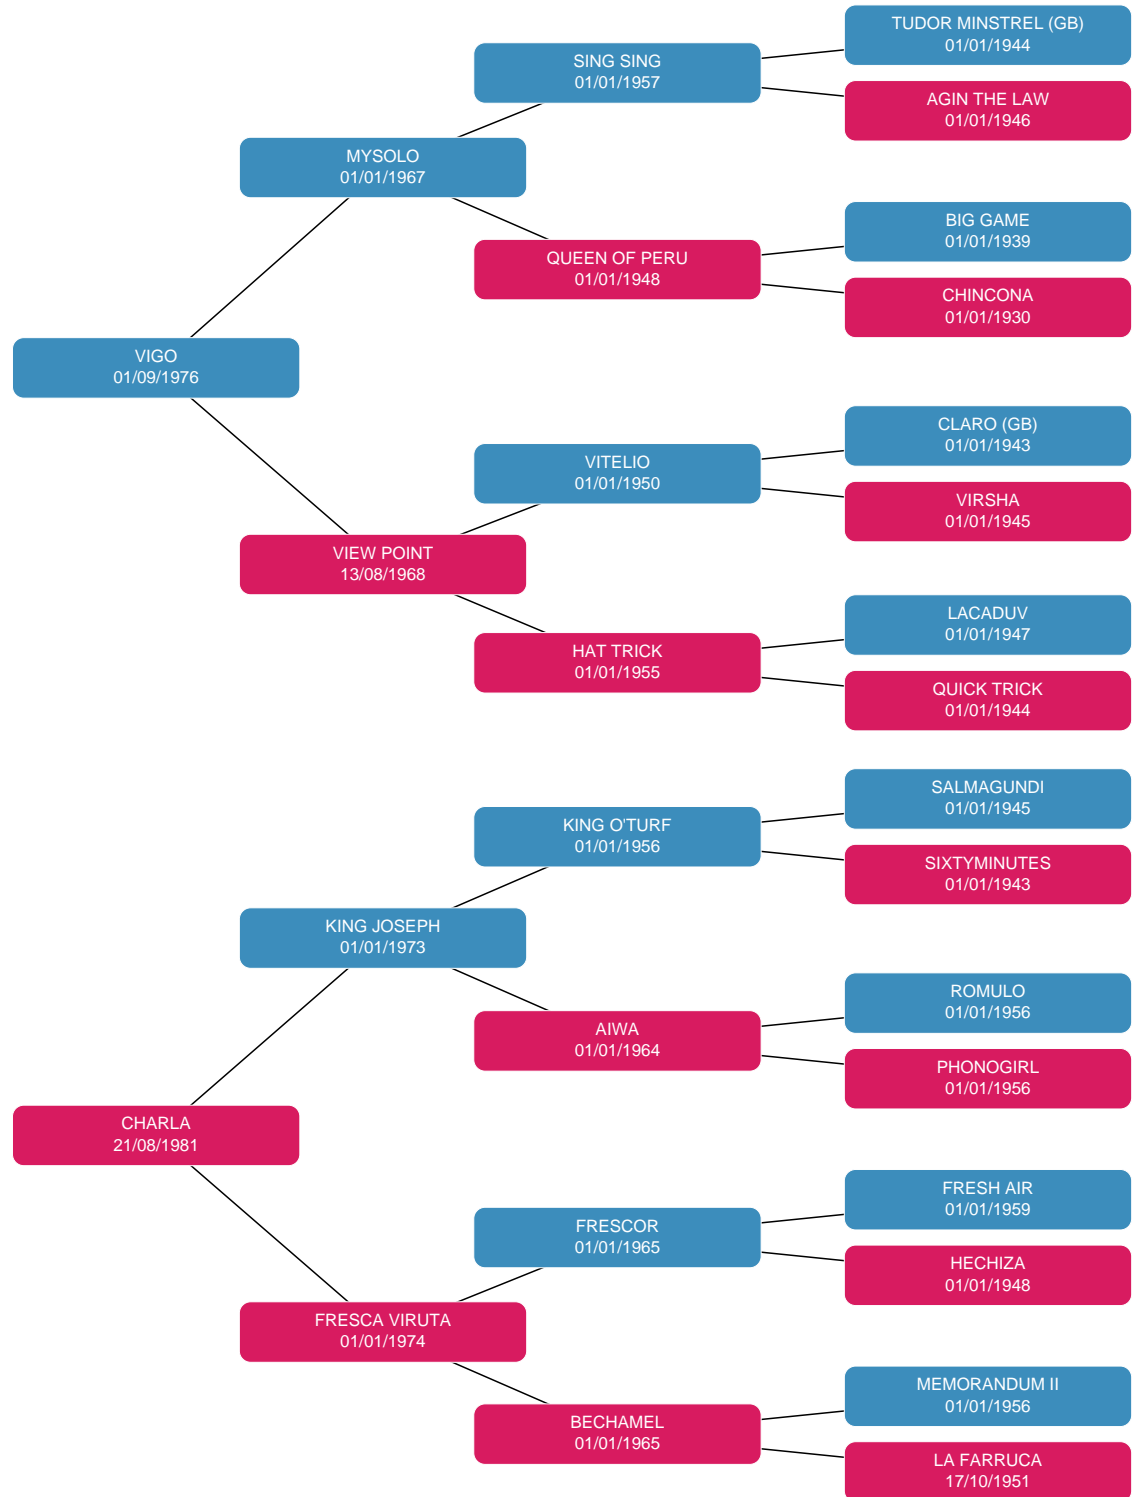 TUDOR MINSTREL (GB)
01/01/1944
SING SING
01/01/1957
AGIN THE LAW
01/01/1946
MYSOLO
01/01/1967
BIG GAME
01/01/1939
QUEEN OF PERU
01/01/1948
CHINCONA
01/01/1930
VIGO
01/09/1976
CLARO (GB)
01/01/1943
VITELIO
01/01/1950
VIRSHA
01/01/1945
VIEW POINT
13/08/1968
LACADUV
01/01/1947
HAT TRICK
01/01/1955
QUICK TRICK
01/01/1944
SALMAGUNDI
01/01/1945
KING O'TURF
01/01/1956
SIXTYMINUTES
01/01/1943
KING JOSEPH
01/01/1973
ROMULO
01/01/1956
AIWA
01/01/1964
PHONOGIRL
01/01/1956
CHARLA
21/08/1981
FRESH AIR
01/01/1959
FRESCOR
01/01/1965
HECHIZA
01/01/1948
FRESCA VIRUTA
01/01/1974
MEMORANDUM II
01/01/1956
BECHAMEL
01/01/1965
LA FARRUCA
17/10/1951